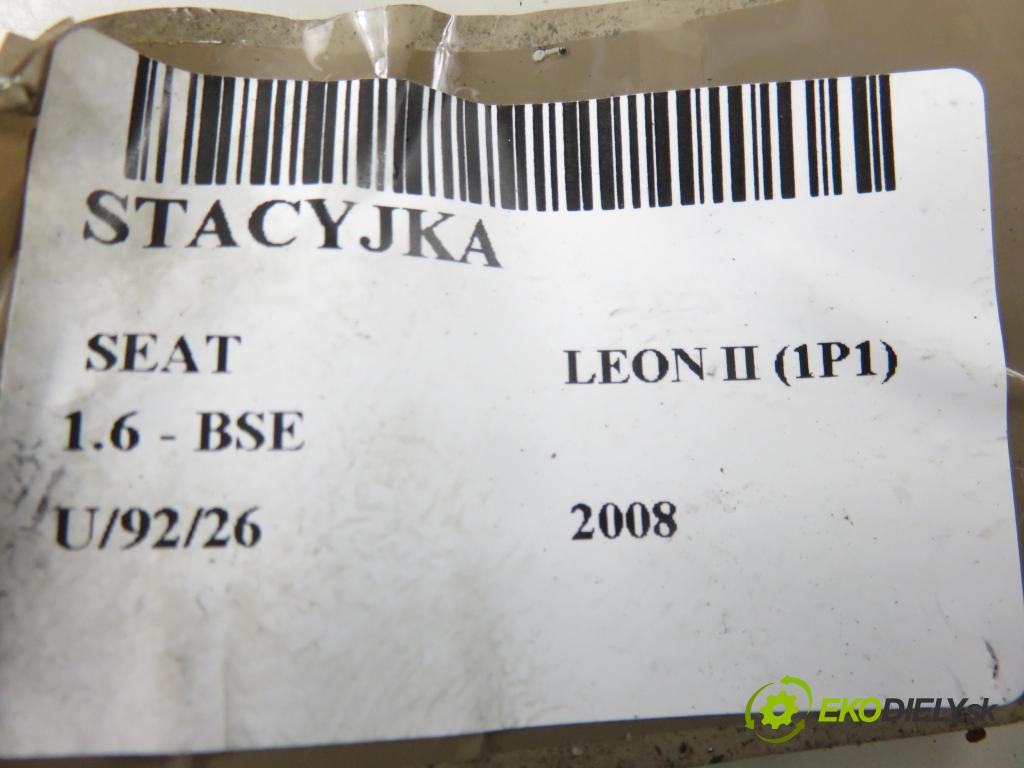 STACYJKA
SEAT LEON II (1P1)
1.6 - BSE
U/92/26 2008
EKODIELY.sk